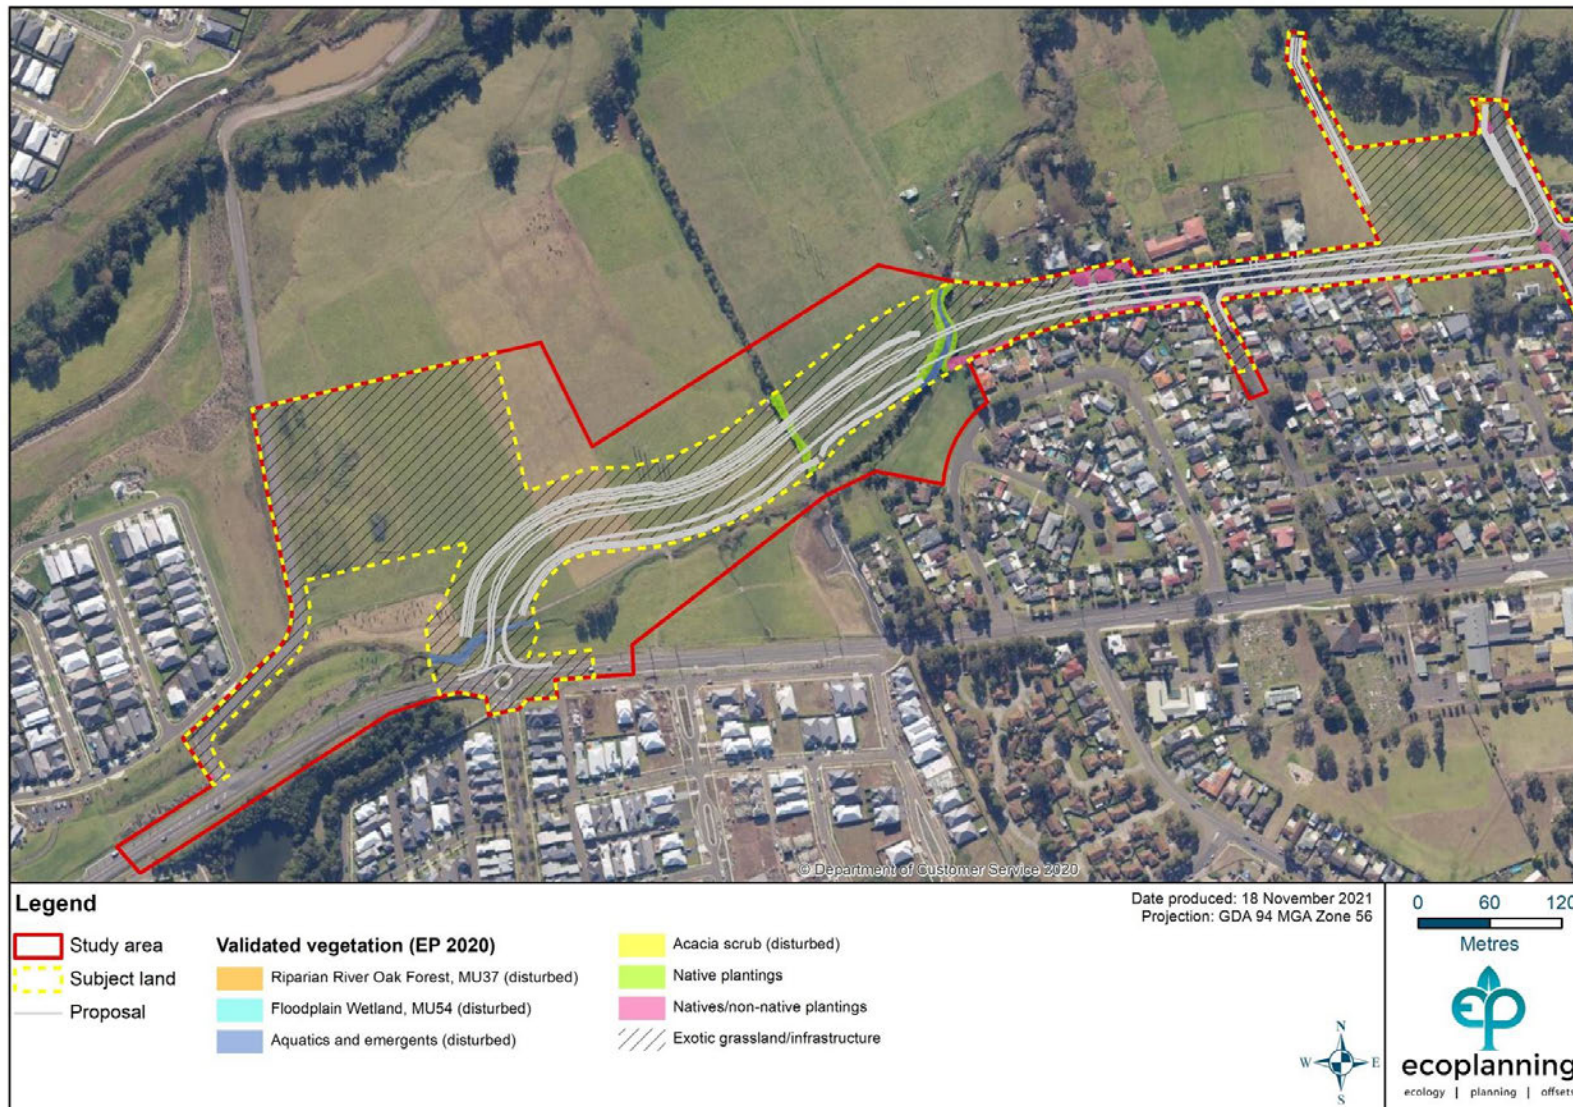 © Department of Customer Service 2020
Legend
Study area
Subject land
Proposal
Validated vegetation (EP 2020)
Riparian River Oak Forest, MU37 (disturbed)
Floodplain Wetland, MU54 (disturbed)
Aquatics and emergents (disturbed)
Acacia scrub (disturbed)
Native plantings
Natives/non-native plantings
Exotic grassland/infrastructure
Date produced: 18 November 2021
Projection: GDA 94 MGA Zone 56
N
W E
S
0 60 120
Metres
ep
ecoplanning
ecology | planning | offsets